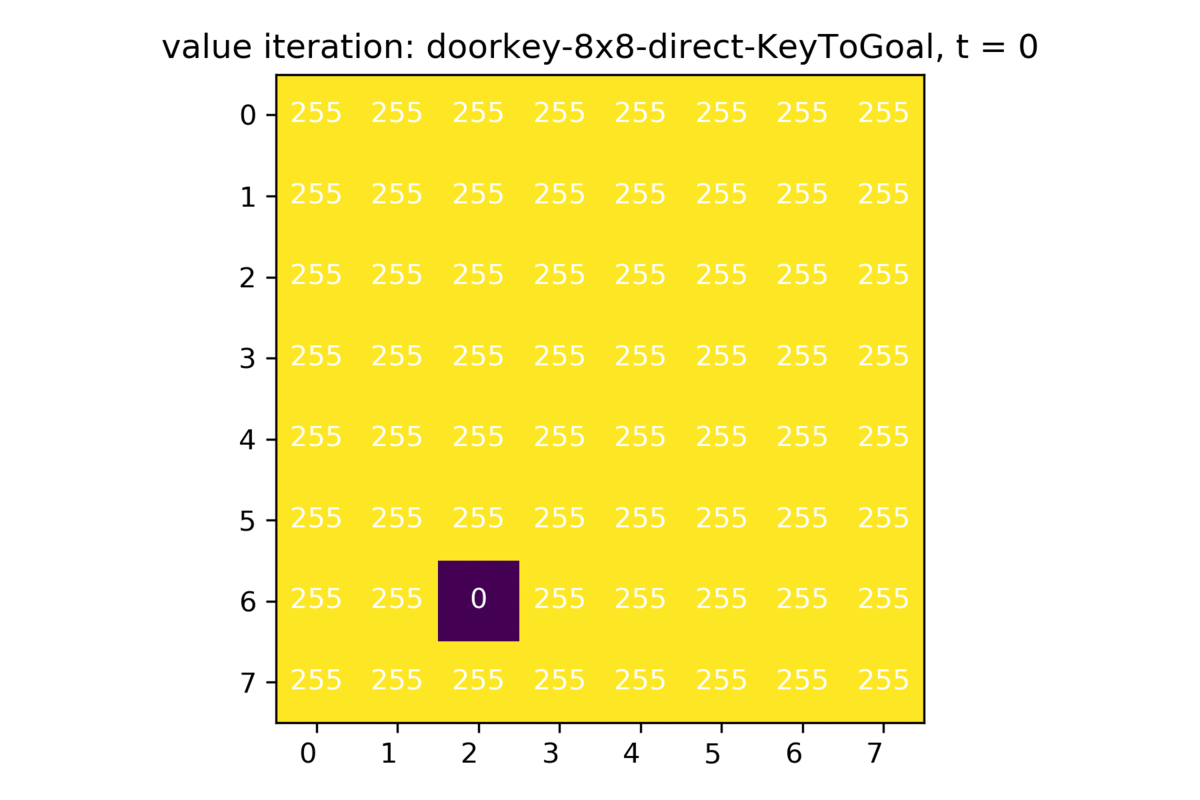 value iteration: doorkey-8x8-direct-KeyToGoal, t = 0
0 255 255 255 255 255 255 255 255
1 255 255 255 255 255 255 255 255
2 255 255 255 255 255 255 255 255
3 255 255 255 255 255 255 255 255
4 255 255 255 255 255 255 255 255
5 255 255 255 255 255 255 255 255
6 255 255 0 255 255 255 255 255
7 255 255 255 255 255 255 255 255
0 1 2 3 4 5 6 7